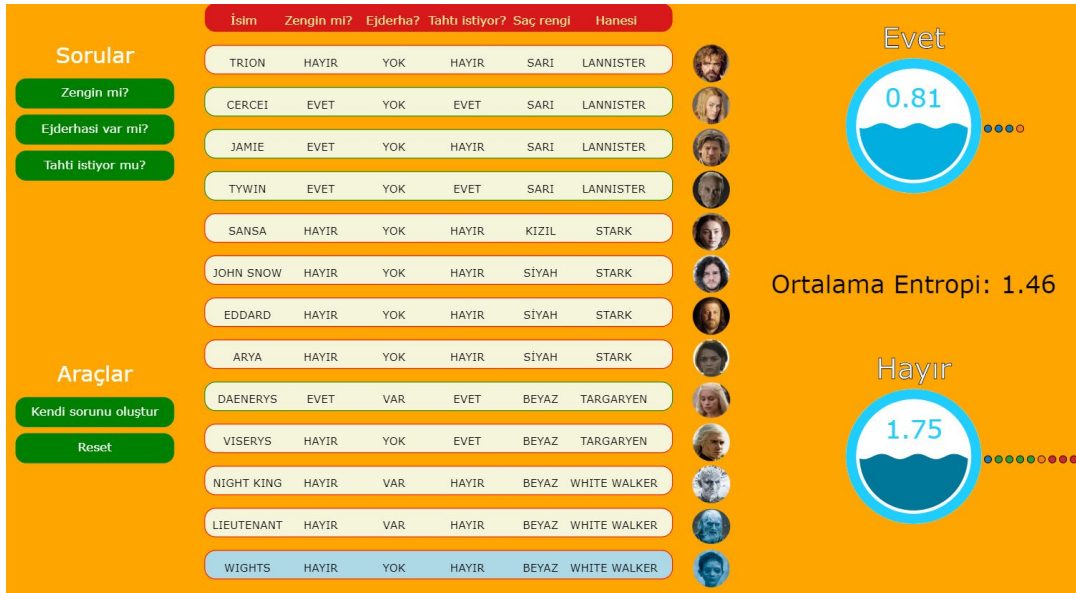 Sorular
Zengin mi?
Ejderhasi var mi?
Tahti istiyor mu?
Araçlar
Kendi sorunu oluştur
Reset
İsim Zengin mi? Ejderha? Tahtı istiyor? Saç rengi Hanesi
TRION HAYIR YOK HAYIR SARI LANNISTER
CERCEI EVET YOK EVET SARI LANNISTER
JAMIE EVET YOK HAYIR SARI LANNISTER
TYWIN EVET YOK EVET SARI LANNISTER
SANSA HAYIR YOK HAYIR KIZIL STARK
JOHN SNOW HAYIR YOK HAYIR SİYAH STARK
EDDARD HAYIR YOK HAYIR SİYAH STARK
ARYA HAYIR YOK HAYIR SİYAH STARK
DAENERYS EVET VAR EVET BEYAZ TARGARYEN
VISERYS HAYIR YOK EVET BEYAZ TARGARYEN
NIGHT KING HAYIR VAR HAYIR BEYAZ WHITE WALKER
LIEUTENANT HAYIR VAR HAYIR BEYAZ WHITE WALKER
WIGHTS HAYIR YOK HAYIR BEYAZ WHITE WALKER
Evet
0.81
Ortalama Entropi: 1.46
Hayır
1.75